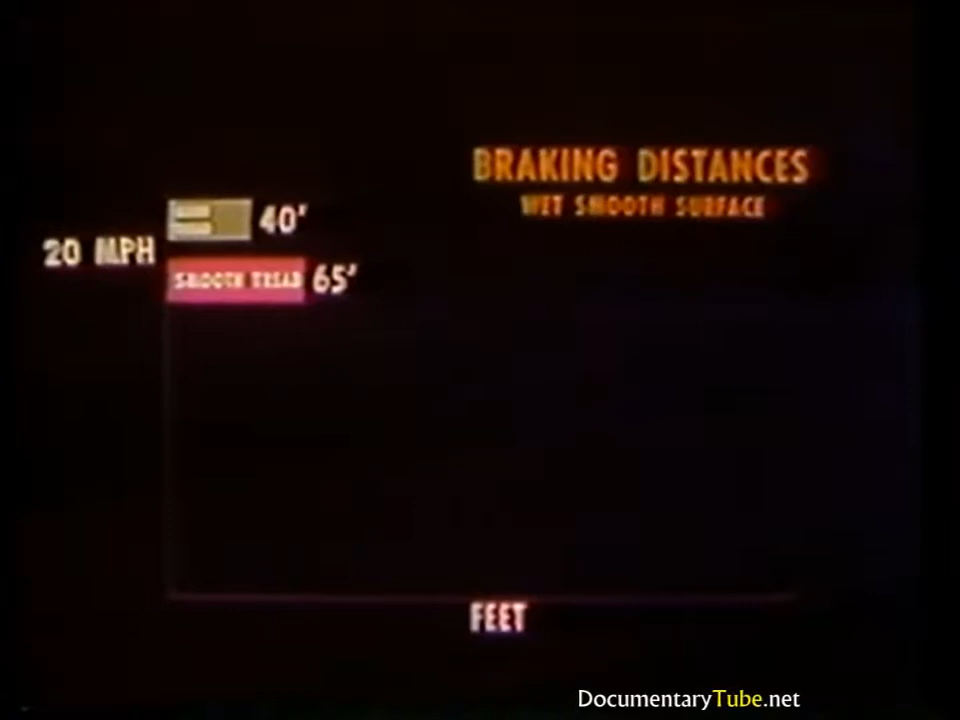 BRAKING DISTANCES
WET SMOOTH SURFACE
40'
20 MPH
SMOOTH TREAD 65'
FEET
DocumentaryTube.net